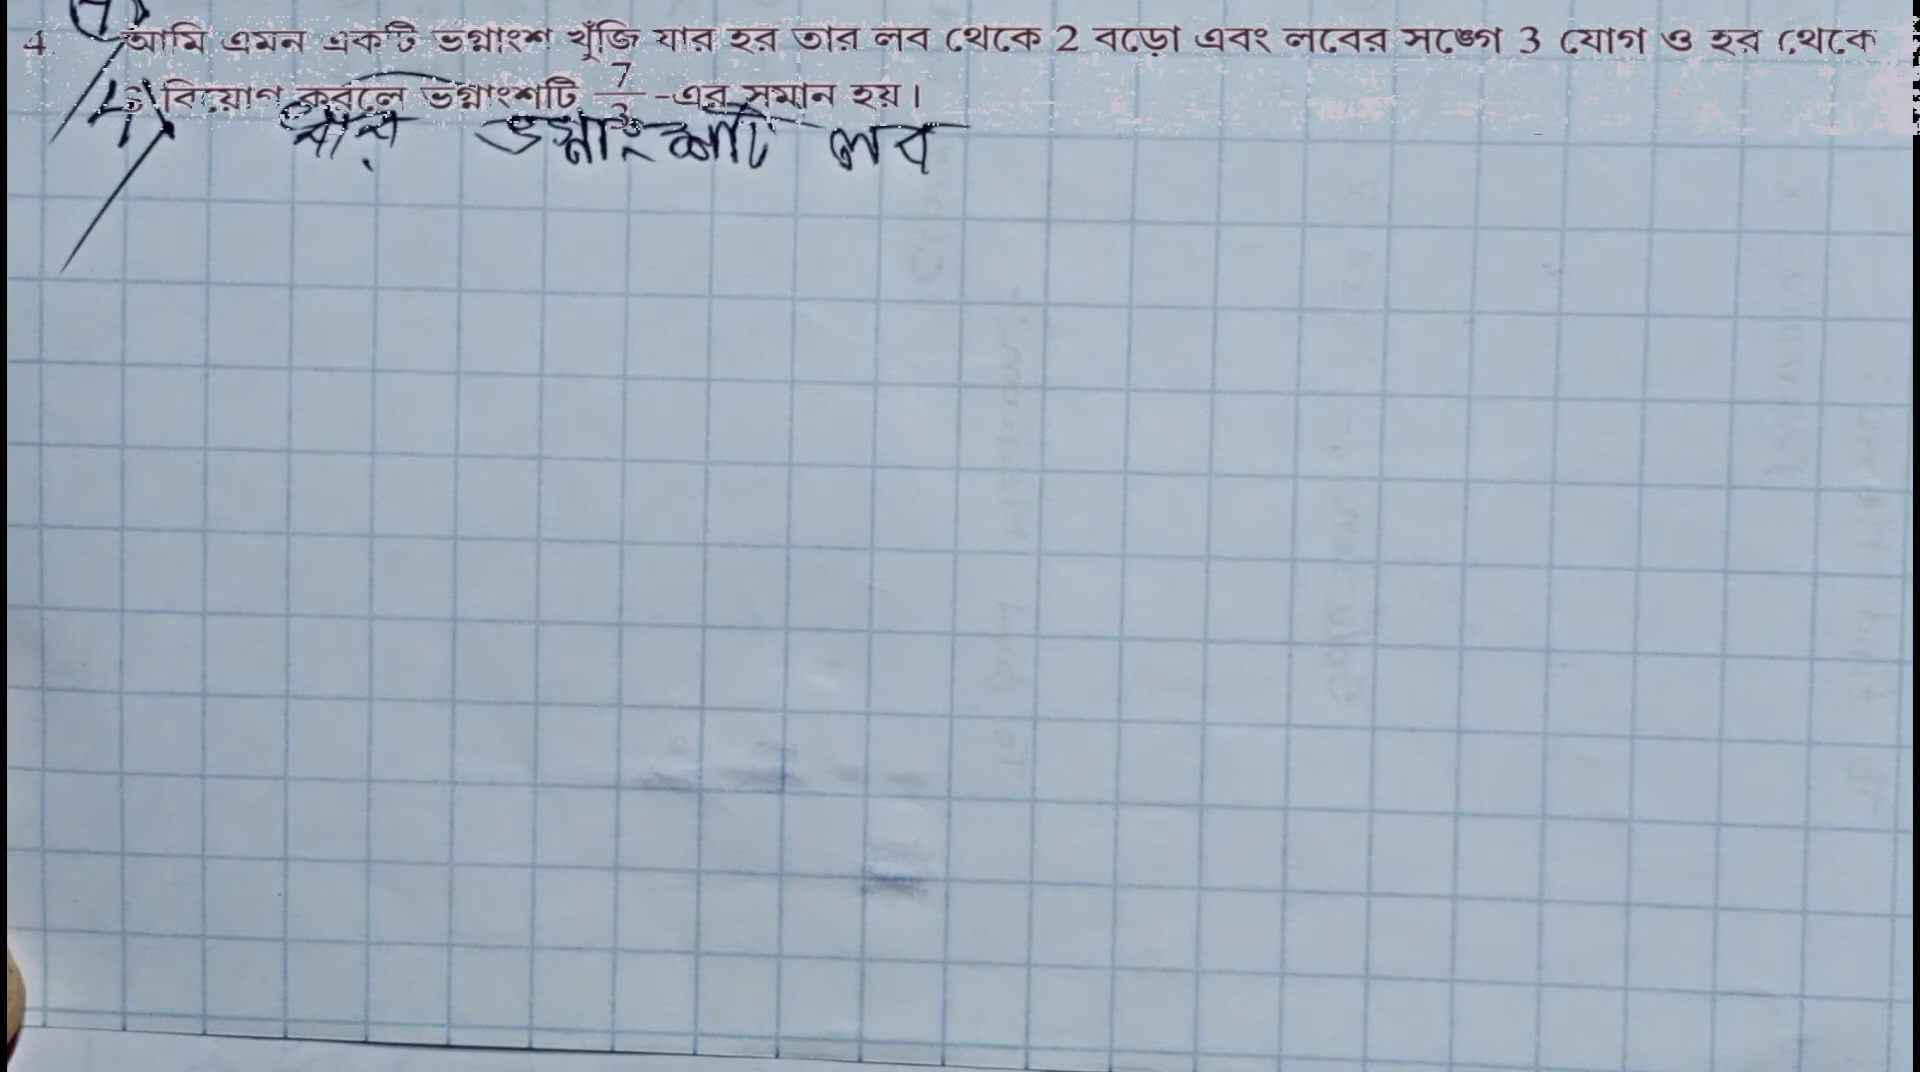 4. আমি এমন একটি ভগ্নাংশ খুঁজি যার হর তার লব থেকে 2 বড়ো এবং লবের সঙ্গে 3 যোগ ও হর থেকে
বিয়োগ করলে ভগ্নাংশটি 7/3 -এর সমান হয়।
4) ধরি ভগ্নাংশটি লব